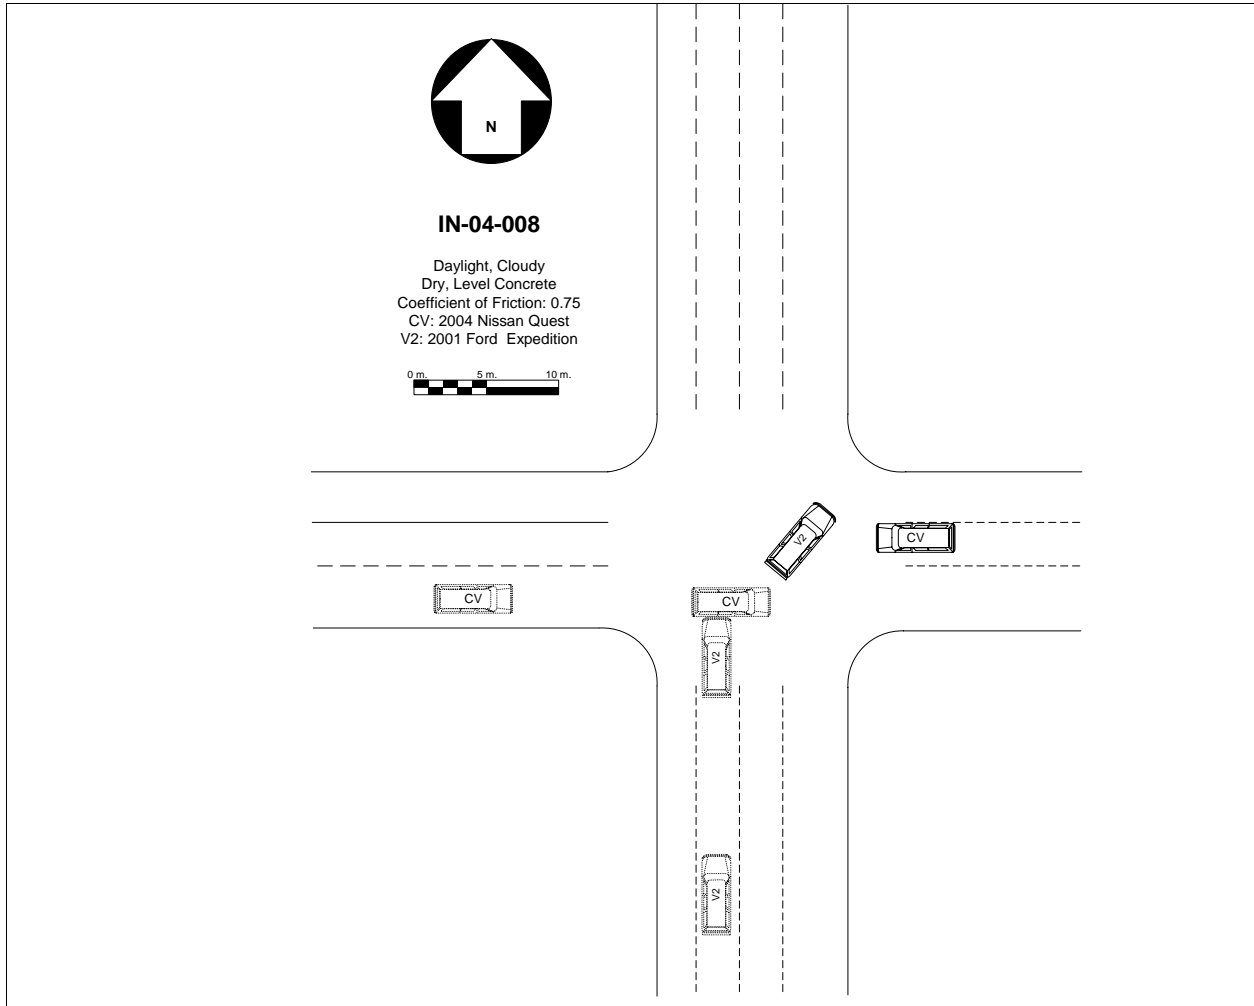 N
IN-04-008
Daylight, Cloudy
Dry, Level Concrete
Coefficient of Friction: 0.75
CV: 2004 Nissan Quest
V2: 2001 Ford Expedition
0 m. 5 m. 10 m.
V2
CV
CV
CV
V2
V2